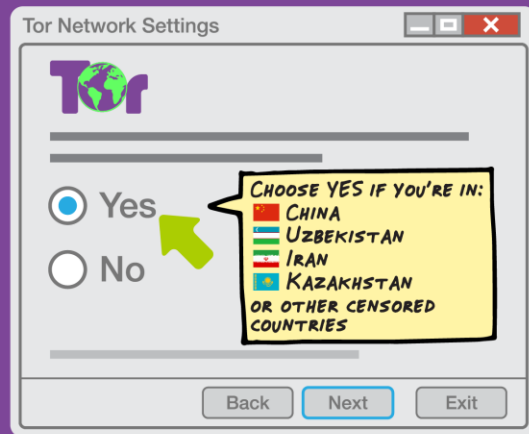 Tor Network Settings
Tor
Yes
No
CHOOSE YES IF YOU'RE IN:
CHINA
UZBEKISTAN
IRAN
KAZAKHSTAN
OR OTHER CENSORED
COUNTRIES
Back Next Exit